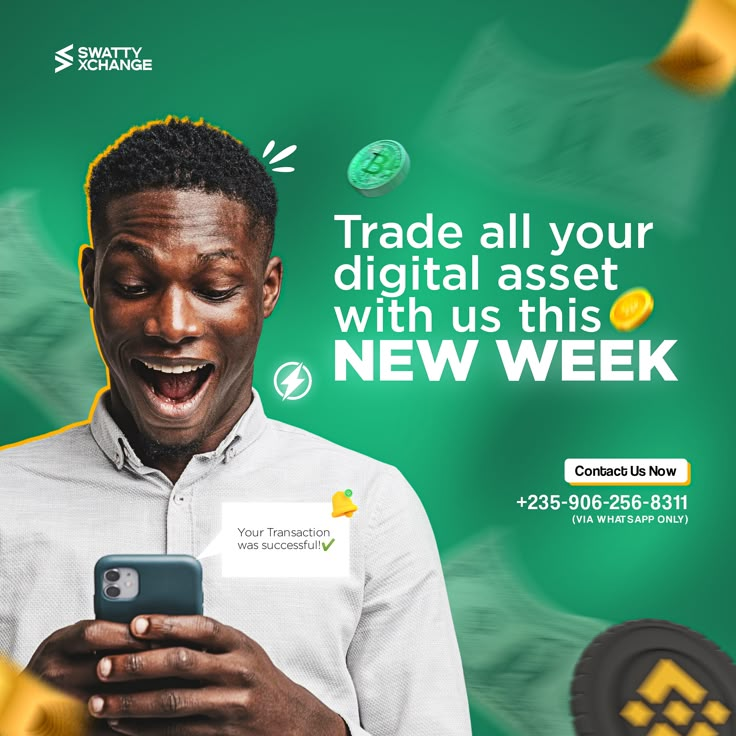 SWATTY
XCHANGE
Trade all your
digital asset
with us this
NEW WEEK
Contact Us Now
+235-906-256-8311
(VIA WHATSAPP ONLY)
Your Transaction
was successful!✔